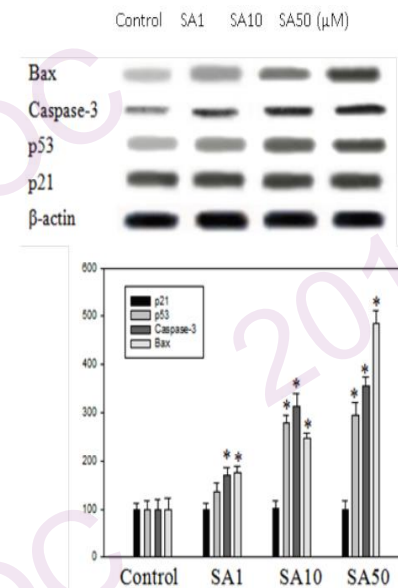 Control SA1 SA10 SA50 (μM)
Bax
Caspase-3
p53
p21
β-actin
600
500
400
300
200
100
0
p21
p53
Caspase-3
Bax
* *
* * *
* * *
Control SA1 SA10 SA50
201